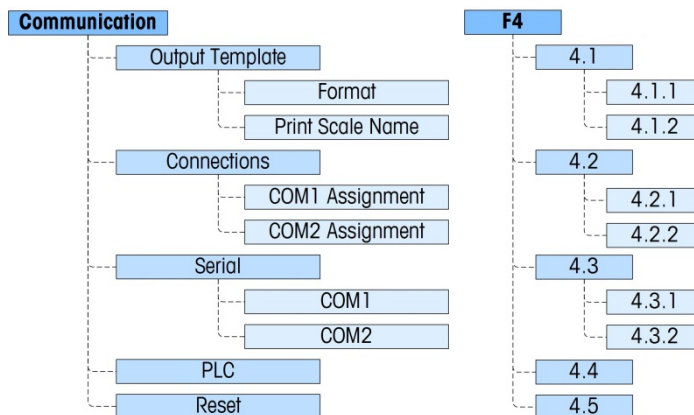 Communication
Output Template
Format
Print Scale Name
Connections
COM1 Assignment
COM2 Assignment
Serial
COM1
COM2
PLC
Reset
F4
4.1
4.1.1
4.1.2
4.2
4.2.1
4.2.2
4.3
4.3.1
4.3.2
4.4
4.5